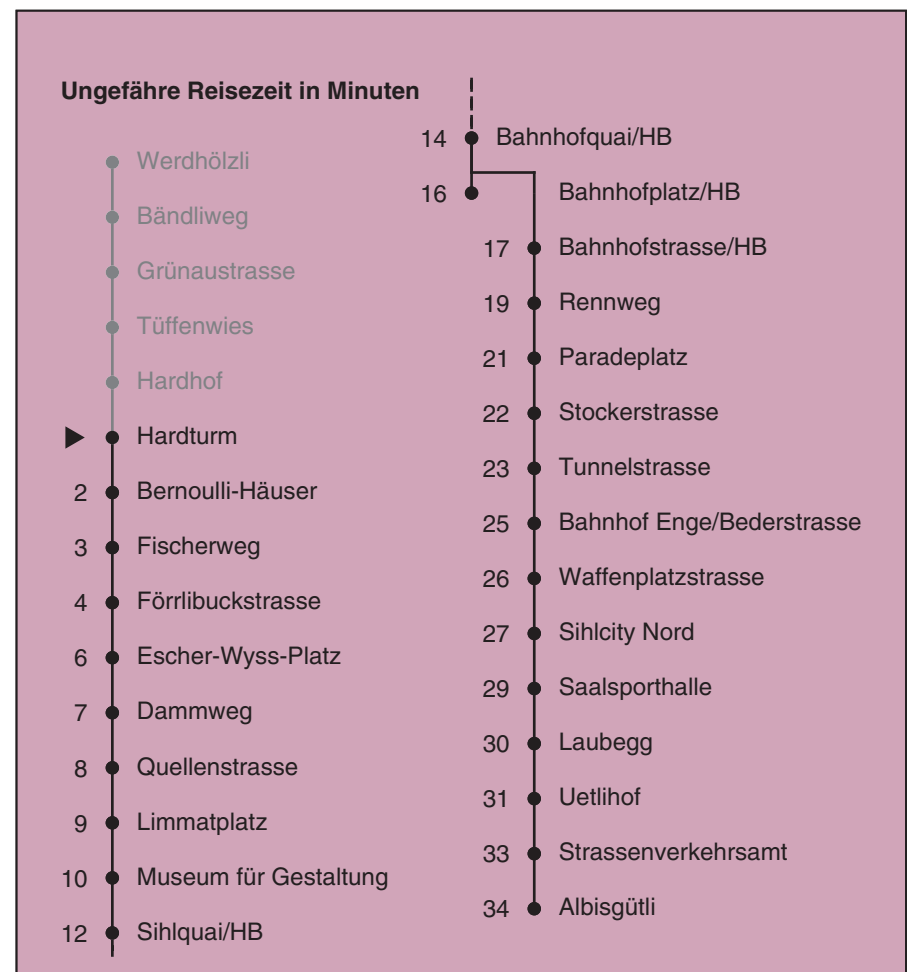 Ungefähre Reisezeit in Minuten
Werdhölzli
Bändliweg
Grünaustrasse
Tüffenwies
Hardhof
Hardturm
2 Bernoulli-Häuser
3 Fischerweg
4 Förrlibuckstrasse
6 Escher-Wyss-Platz
7 Dammweg
8 Quellenstrasse
9 Limmatplatz
10 Museum für Gestaltung
12 Sihlquai/HB
14 Bahnhofquai/HB
16 Bahnhofplatz/HB
17 Bahnhofstrasse/HB
19 Rennweg
21 Paradeplatz
22 Stockerstrasse
23 Tunnelstrasse
25 Bahnhof Enge/Bederstrasse
26 Waffenplatzstrasse
27 Sihlcity Nord
29 Saalsporthalle
30 Laubegg
31 Uetlihof
33 Strassenverkehrsamt
34 Albisgütli